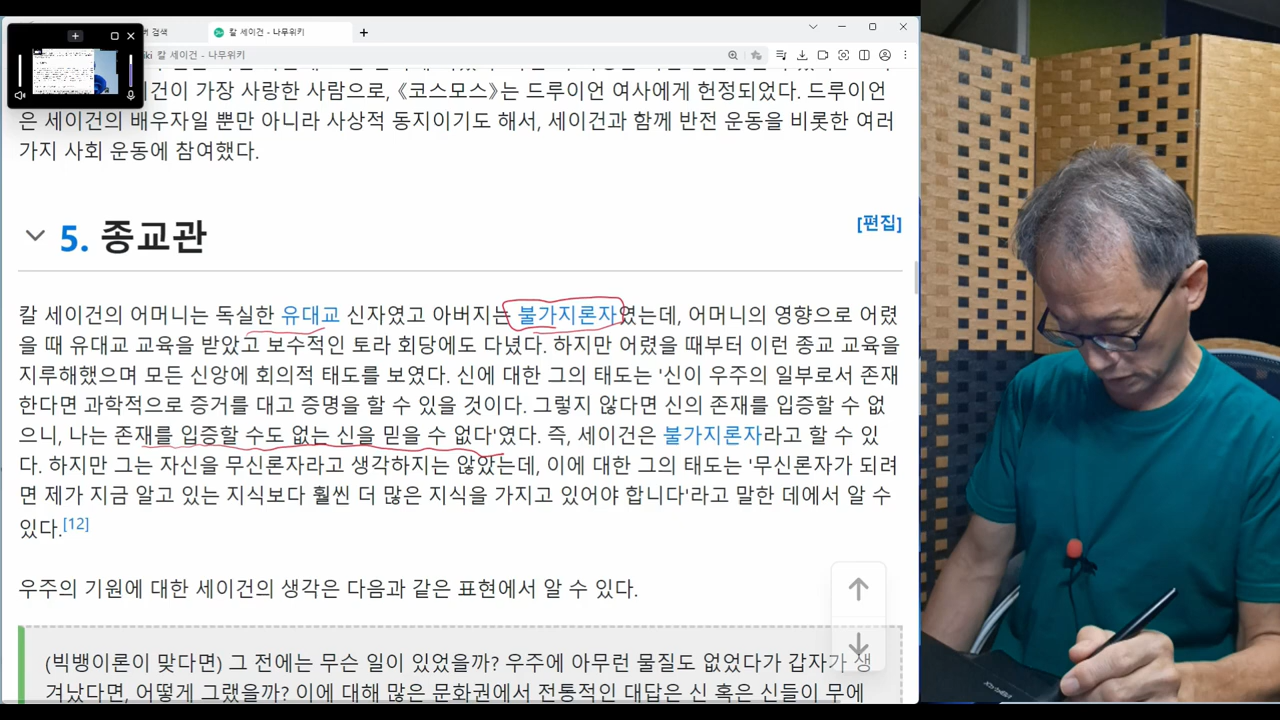 검색
칼 세이건 - 나무위키
칼 세이건 - 나무위키
세이건이 가장 사랑한 사람으로, 《코스모스》는 드루이언 여사에게 헌정되었다. 드루이언
은 세이건의 배우자일 뿐만 아니라 사상적 동지이기도 해서, 세이건과 함께 반전 운동을 비롯한 여러
가지 사회 운동에 참여했다.
5. 종교관
[편집]
칼 세이건의 어머니는 독실한 유대교 신자였고 아버지는 불가지론자였는데, 어머니의 영향으로 어렸
을 때 유대교 교육을 받았고 보수적인 토라 회당에도 다녔다. 하지만 어렸을 때부터 이런 종교 교육을
지루해했으며 모든 신앙에 회의적 태도를 보였다. 신에 대한 그의 태도는 '신이 우주의 일부로서 존재
한다면 과학적으로 증거를 대고 증명을 할 수 있을 것이다. 그렇지 않다면 신의 존재를 입증할 수 없
으니, 나는 존재를 입증할 수도 없는 신을 믿을 수 없다'였다. 즉, 세이건은 불가지론자라고 할 수 있
다. 하지만 그는 자신을 무신론자라고 생각하지는 않았는데, 이에 대한 그의 태도는 '무신론자가 되려
면 제가 지금 알고 있는 지식보다 훨씬 더 많은 지식을 가지고 있어야 합니다'라고 말한 데에서 알 수
있다.[12]
우주의 기원에 대한 세이건의 생각은 다음과 같은 표현에서 알 수 있다.
(빅뱅이론이 맞다면) 그 전에는 무슨 일이 있었을까? 우주에 아무런 물질도 없었다가 갑자가 생
겨났다면, 어떻게 그랬을까? 이에 대해 많은 문화권에서 전통적인 대답은 신 혹은 신들이 무에